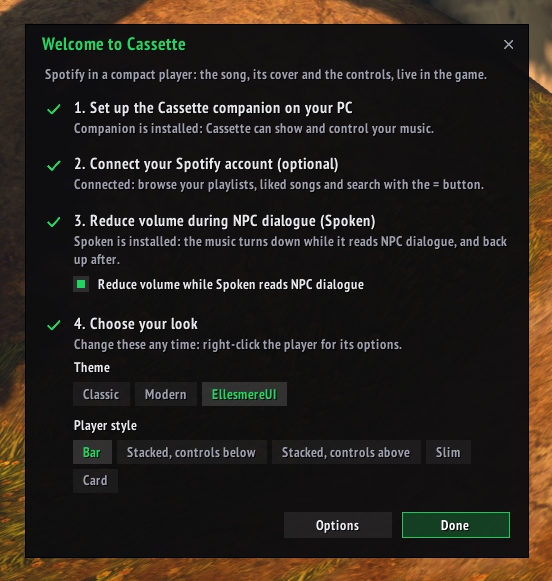 Welcome to Cassette
Spotify in a compact player: the song, its cover and the controls, live in the game.
1. Set up the Cassette companion on your PC
Companion is installed: Cassette can show and control your music.
2. Connect your Spotify account (optional)
Connected: browse your playlists, liked songs and search with the = button.
3. Reduce volume during NPC dialogue (Spoken)
Spoken is installed: the music turns down while it reads NPC dialogue, and back
up after.
Reduce volume while Spoken reads NPC dialogue
4. Choose your look
Change these any time: right-click the player for its options.
Theme
Classic Modern EllesmereUI
Player style
Bar Stacked, controls below Stacked, controls above Slim
Card
Options Done